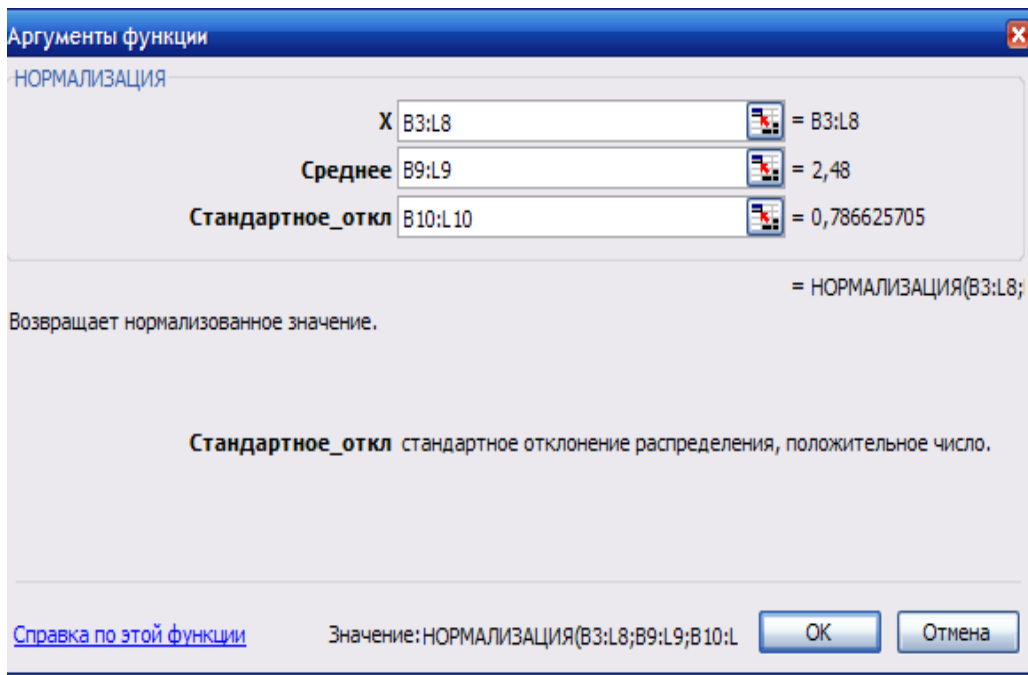 Аргументы функции
НОРМАЛИЗАЦИЯ
X B3:L8 = B3:L8
Среднее B9:L9 = 2,48
Стандартное_откл B10:L10 = 0,786625705
= НОРМАЛИЗАЦИЯ(B3:L8;
Возвращает нормализованное значение.
Стандартное_откл стандартное отклонение распределения, положительное число.
Справка по этой функции Значение:НОРМАЛИЗАЦИЯ(B3:L8;B9:L9;B10:L OK Отмена